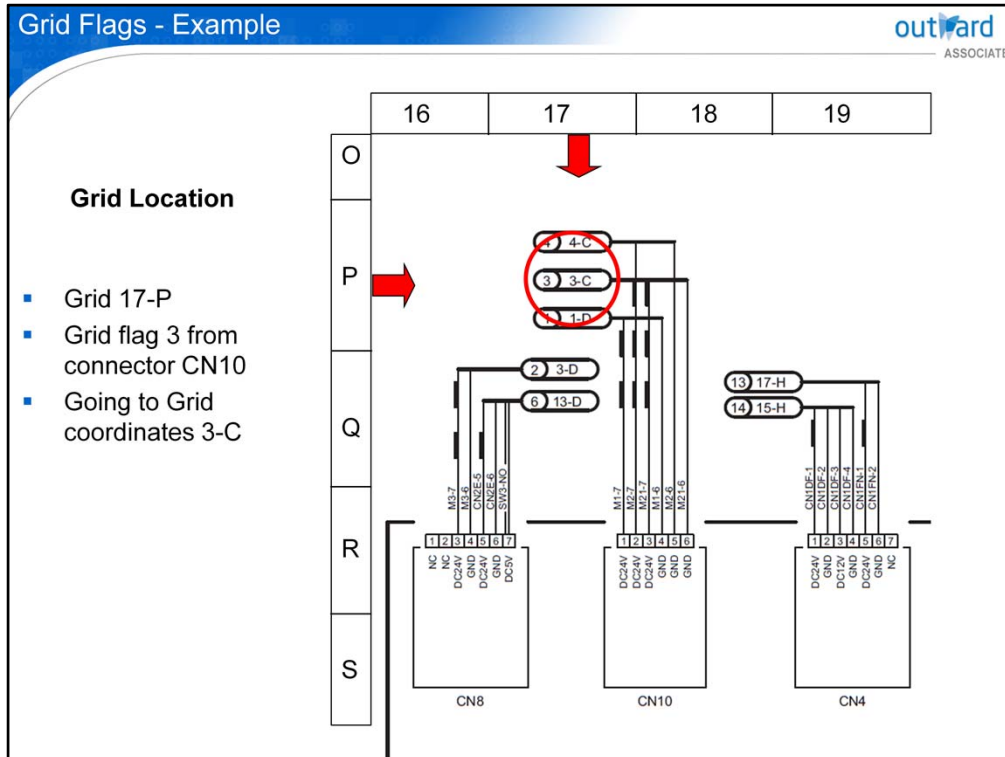 Grid Flags - Example
outward
ASSOCIATE
16 17 18 19
O
P
Q
R
S
Grid Location
Grid 17-P
Grid flag 3 from
connector CN10
Going to Grid
coordinates 3-C
4 4-C
3 3-C
1 1-D
2 3-D
6 13-D
13 17-H
14 15-H
M3-7
M3-6
CN2E-5
CN2E-6
SW3-NO
M1-7
M2-7
M21-7
M1-6
M2-6
M21-6
CN1DF-1
CN1DF-2
CN1DF-3
CN1DF-4
CN1FN-1
CN1FN-2
1 2 3 4 5 6 7
1 2 3 4 5 6
1 2 3 4 5 6 7
NC
NC
DC24V
GND
DC24V
GND
DC5V
DC24V
DC24V
DC24V
GND
GND
GND
DC24V
GND
DC12V
GND
DC24V
GND
NC
CN8
CN10
CN4